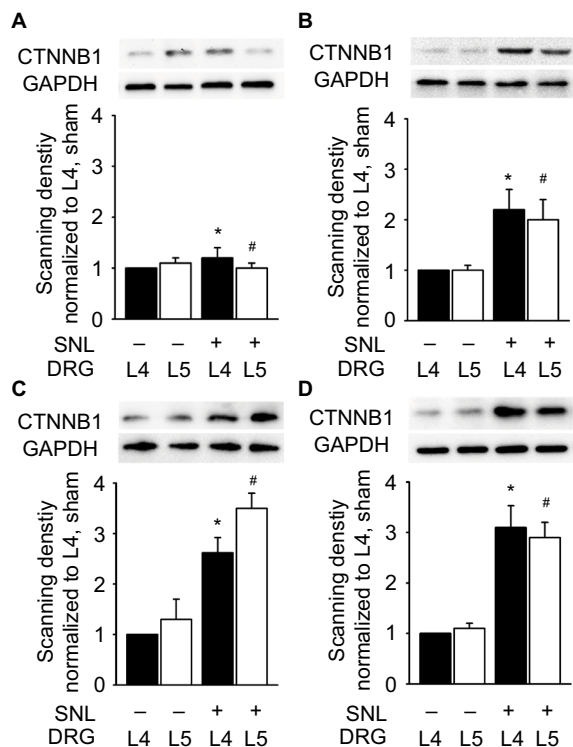 A
CTNNB1
GAPDH
Scanning denstiy
normalized to L4, sham
4
3
2
1
0
SNL – – + +
DRG L4 L5 L4 L5
* #
B
CTNNB1
GAPDH
Scanning denstiy
normalized to L4, sham
4
3
2
1
0
* #
SNL – – + +
DRG L4 L5 L4 L5
C
CTNNB1
GAPDH
Scanning denstiy
normalized to L4, sham
4
3
2
1
0
* #
SNL – – + +
DRG L4 L5 L4 L5
D
CTNNB1
GAPDH
Scanning denstiy
normalized to L4, sham
4
3
2
1
0
* #
SNL – – + +
DRG L4 L5 L4 L5